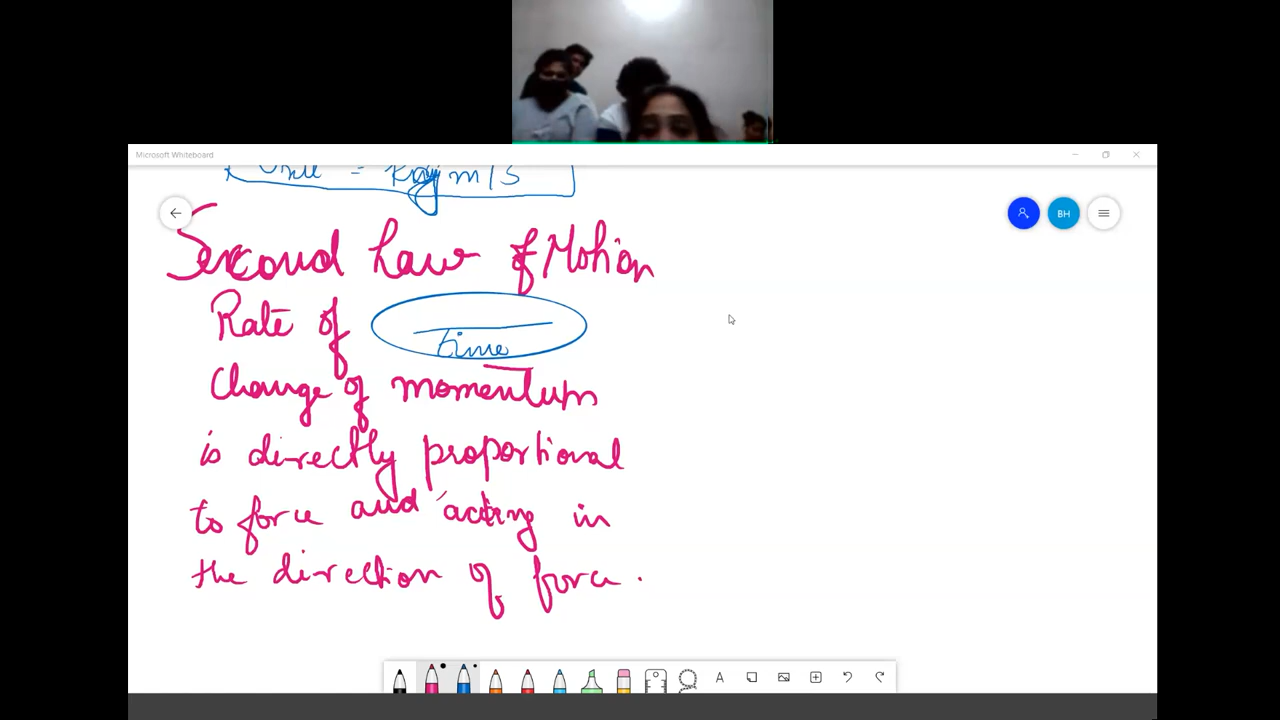 Microsoft Whiteboard
Unit = Kg m/s
BH
Second Law of Motion
Rate of
time
Change of momentum
is directly proportional
to force and acting in
the direction of force.
A